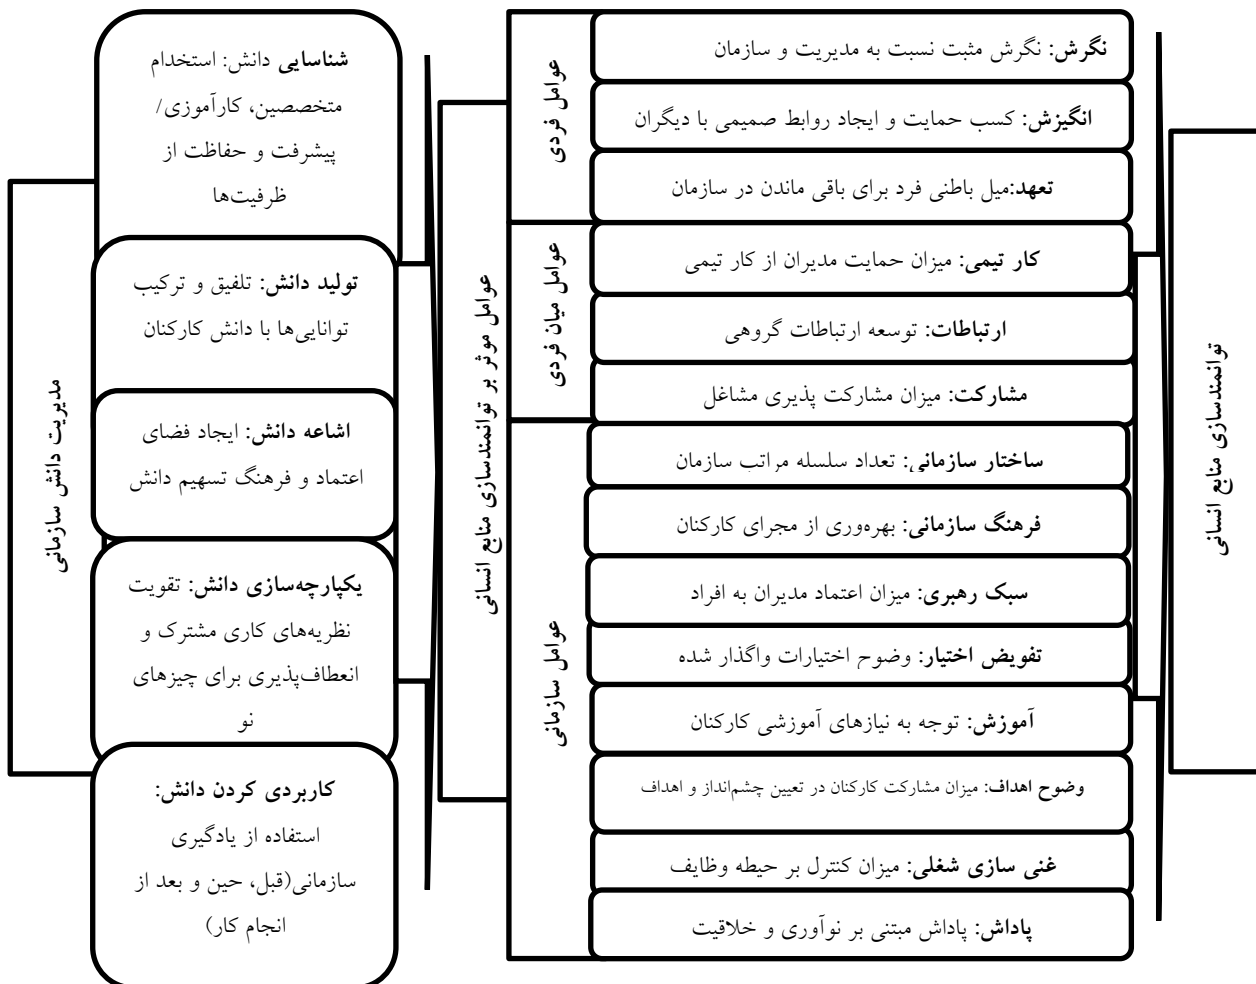 توانمندسازی منابع انسانی
نگرش: نگرش مثبت نسبت به مدیریت و سازمان
انگیزش: کسب حمایت و ایجاد روابط صمیمی با دیگران
تعهد:میل باطنی فرد برای باقی ماندن در سازمان
کار تیمی: میزان حمایت مدیران از کار تیمی
ارتباطات: توسعه ارتباطات گروهی
مشارکت: میزان مشارکت پذیری مشاغل
ساختار سازمانی: تعداد سلسله مراتب سازمان
فرهنگ سازمانی: بهره‌وری از مجرای کارکنان
سبک رهبری: میزان اعتماد مدیران به افراد
تفویض اختیار: وضوح اختیارات واگذار شده
آموزش: توجه به نیازهای آموزشی کارکنان
وضوح اهداف: میزان مشارکت کارکنان در تعیین چشم‌انداز و اهداف
غنی سازی شغلی: میزان کنترل بر حیطه وظایف
پاداش: پاداش مبتنی بر نوآوری و خلاقیت
عوامل فردی
عوامل میان فردی
عوامل سازمانی
عوامل موثر بر توانمندسازی منابع انسانی
شناسایی دانش: استخدام
متخصصین، کارآموزی/
پیشرفت و حفاظت از
ظرفیت‌ها
تولید دانش: تلفیق و ترکیب
توانایی‌ها با دانش کارکنان
اشاعه دانش: ایجاد فضای
اعتماد و فرهنگ تسهیم دانش
یکپارچه‌سازی دانش: تقویت
نظریه‌های کاری مشترک و
انعطاف‌پذیری برای چیزهای
نو
کاربردی کردن دانش:
استفاده از یادگیری
سازمانی(قبل، حین و بعد از
انجام کار)
مدیریت دانش سازمانی